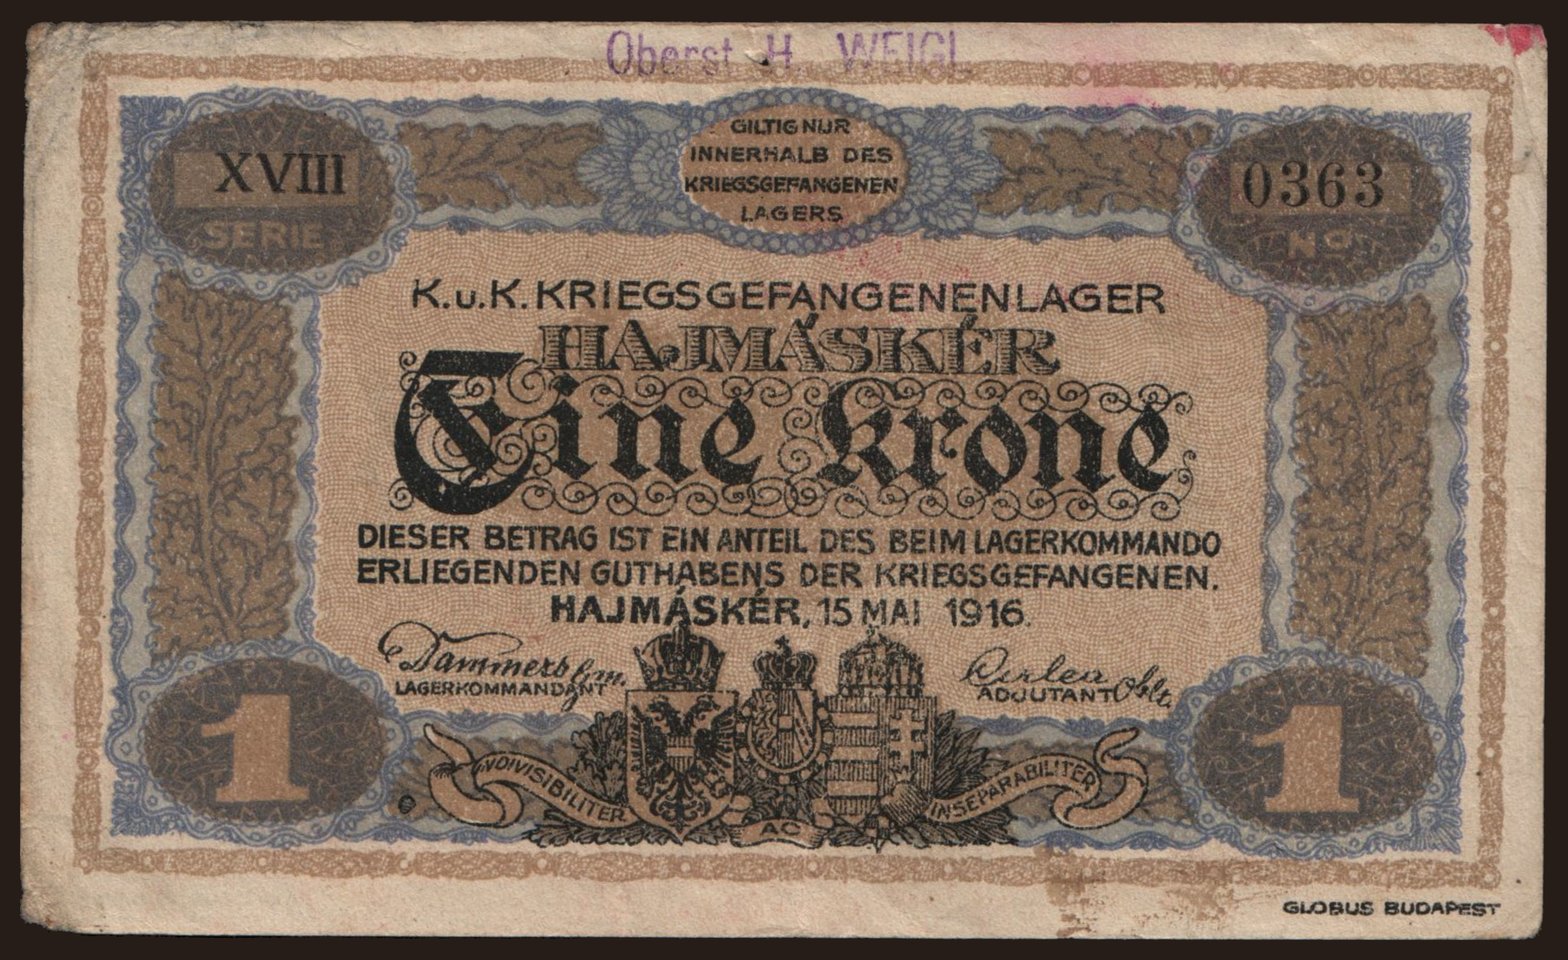 Oberst H. WEIGL
XVIII
SERIE
GILTIG NUR
INNERHALB DES
KRIEGSGEFANGENEN
LAGERS
0363
No
K.u.K. KRIEGSGEFANGENENLAGER
HAJMÁSKÉR
Eine Krone
DIESER BETRAG IST EIN ANTEIL DES BEIM LAGERKOMMANDO
ERLIEGENDEN GUTHABENS DER KRIEGSGEFANGENEN.
HAJMÁSKÉR, 15 MAI 1916.
LAGERKOMMANDANT
ADJUTANT Oblt.
1
1
VOIVISIBILITER
AC
INSEPARABILITER
GLOBUS BUDAPEST